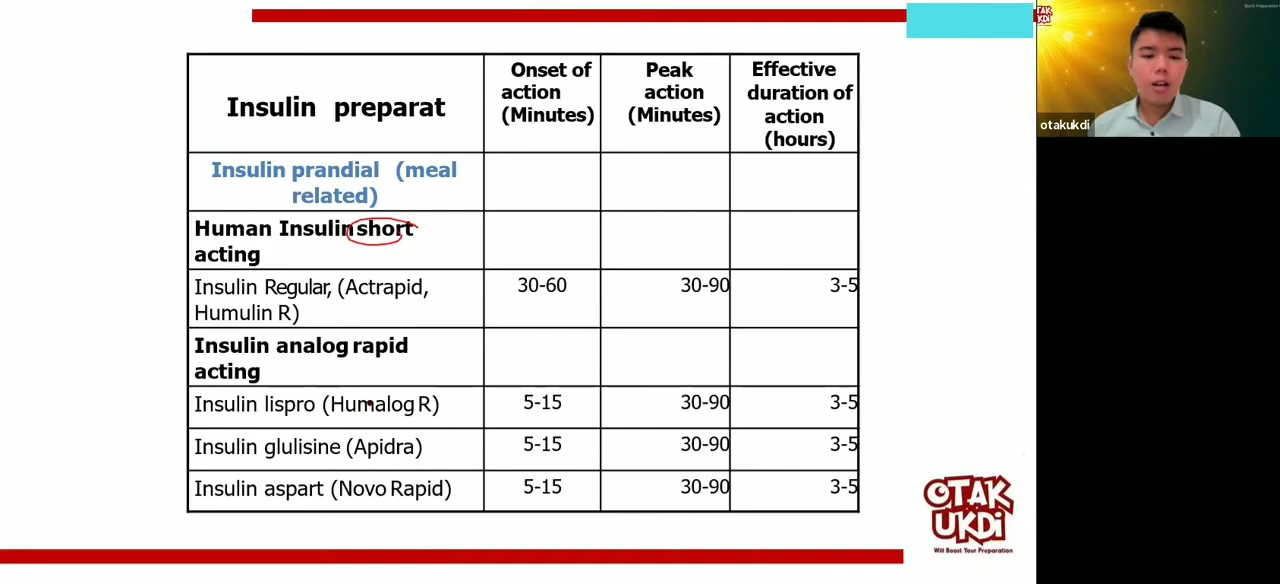 Insulin preparat
Onset of
action
(Minutes)
Peak
action
(Minutes)
Effective
duration of
action
(hours)
Insulin prandial (meal
related)
Human Insulin short
acting
Insulin Regular, (Actrapid,
Humulin R)
30-60
30-90
3-5
Insulin analog rapid
acting
Insulin lispro (Humalog R)
5-15
30-90
3-5
Insulin glulisine (Apidra)
5-15
30-90
3-5
Insulin aspart (Novo Rapid)
5-15
30-90
3-5
OTAK
UKDi
Will Boost Your Preparation
OTAK
UKDi
otakukdi